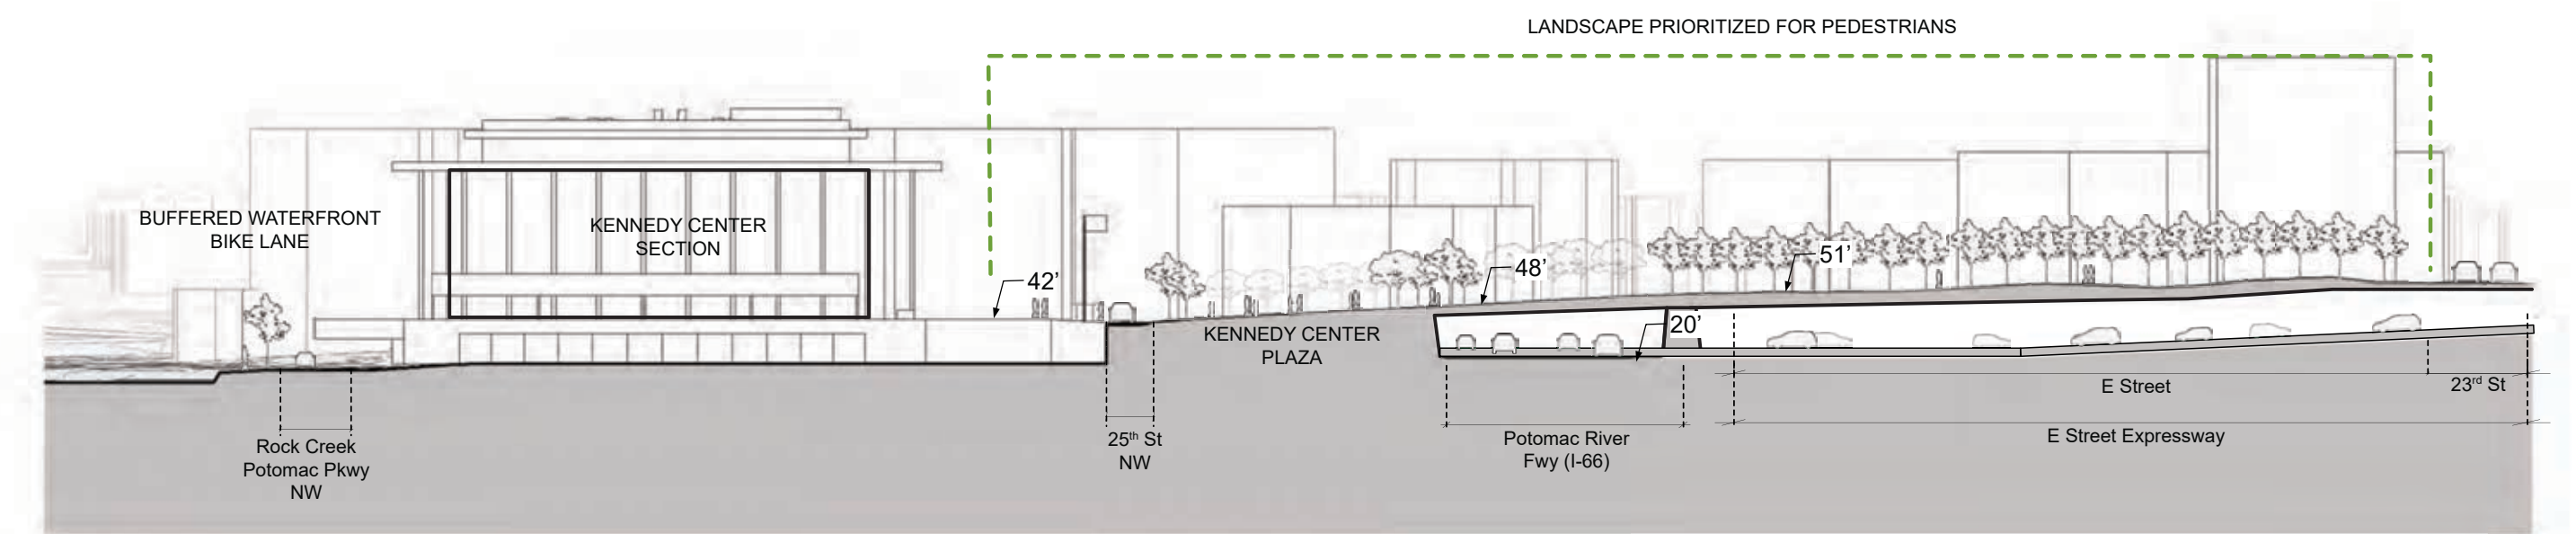 LANDSCAPE PRIORITIZED FOR PEDESTRIANS
BUFFERED WATERFRONT
BIKE LANE
KENNEDY CENTER
SECTION
42’
48’
51’
20’
KENNEDY CENTER
PLAZA
E Street
23rd St
E Street Expressway
Rock Creek
Potomac Pkwy
NW
25th St
NW
Potomac River
Fwy (I-66)